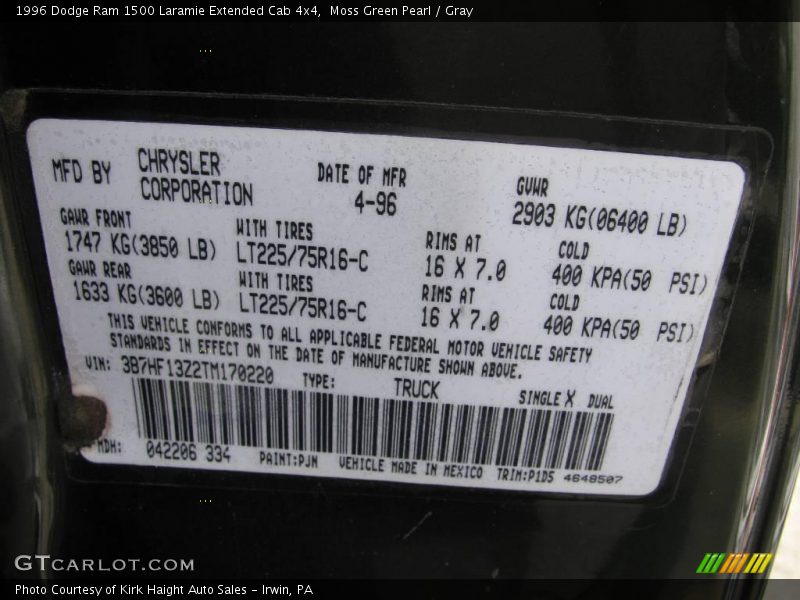 1996 Dodge Ram 1500 Laramie Extended Cab 4x4, Moss Green Pearl / Gray
MFD BY CHRYSLER CORPORATION
DATE OF MFR 4-96
GVWR 2903 KG(06400 LB)
GAWR FRONT 1747 KG(3850 LB)
WITH TIRES LT225/75R16-C
RIMS AT 16 X 7.0
COLD 400 KPA(50 PSI)
GAWR REAR 1633 KG(3600 LB)
WITH TIRES LT225/75R16-C
RIMS AT 16 X 7.0
COLD 400 KPA(50 PSI)
THIS VEHICLE CONFORMS TO ALL APPLICABLE FEDERAL MOTOR VEHICLE SAFETY
STANDARDS IN EFFECT ON THE DATE OF MANUFACTURE SHOWN ABOVE.
VIN: 3B7HF13Z2TM170220 TYPE: TRUCK SINGLE X DUAL
MDH: 042206 334 PAINT:PJN VEHICLE MADE IN MEXICO TRIM:P1D5 4648507
GTCARLOT.COM
Photo Courtesy of Kirk Haight Auto Sales - Irwin, PA